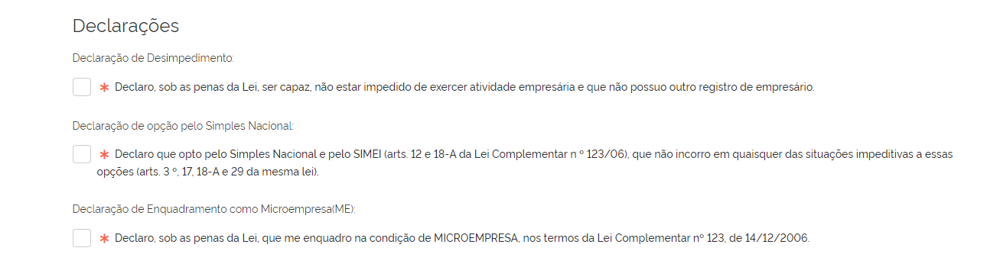 Declarações
Declaração de Desimpedimento:
* Declaro, sob as penas da Lei, ser capaz, não estar impedido de exercer atividade empresária e que não possuo outro registro de empresário.
Declaração de opção pelo Simples Nacional:
* Declaro que opto pelo Simples Nacional e pelo SIMEI (arts. 12 e 18-A da Lei Complementar n º 123/06), que não incorro em quaisquer das situações impeditivas a essas
opções (arts. 3 º, 17, 18-A e 29 da mesma lei).
Declaração de Enquadramento como Microempresa(ME):
* Declaro, sob as penas da Lei, que me enquadro na condição de MICROEMPRESA, nos termos da Lei Complementar nº 123, de 14/12/2006.